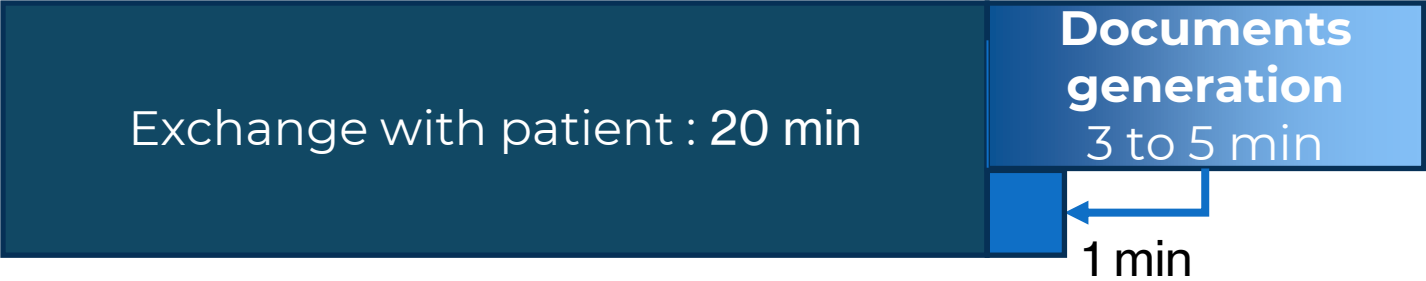 Exchange with patient : 20 min
Documents
generation
3 to 5 min
1 min